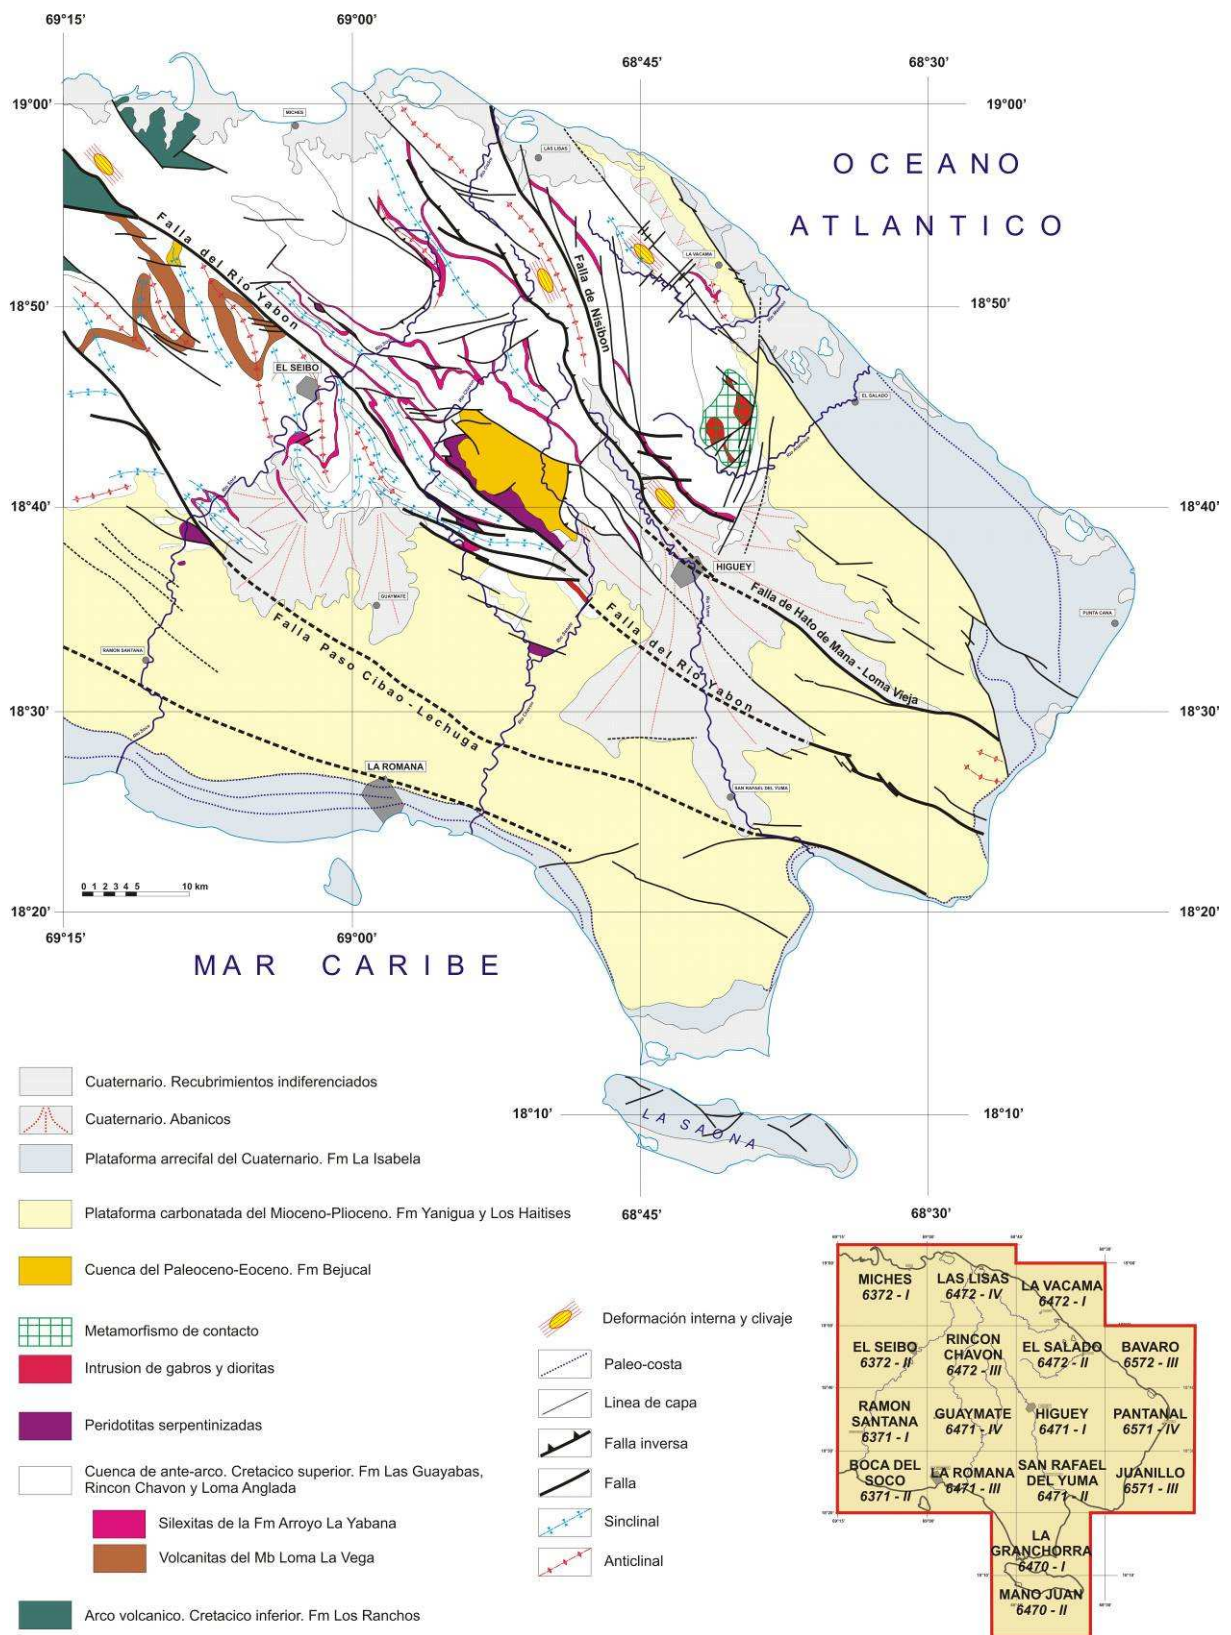 69°15’
69°00’
68°45’
68°30’
19°00’
19°00’
MICHES
LAS LISAS
OCEANO
ATLANTICO
LA VACAMA
Falla del Rio Yabon
Falla de Nisibon
18°50’
18°50’
EL SEIBO
EL SALADO
18°40’
18°40’
HIGUEY
GUAYMATE
PUNTA CANA
Falla de Hato de Mana - Loma Vieja
Falla del Rio Yabon
Falla Paso Cibao - Lechuga
RAMON SANTANA
18°30’
18°30’
LA ROMANA
SAN RAFAEL DEL YUMA
0 1 2 3 4 5 10 km
18°20’
18°20’
69°15’
69°00’
MAR CARIBE
18°10’
18°10’
LA SAONA
68°45’
68°30’
Cuaternario. Recubrimientos indiferenciados
Cuaternario. Abanicos
Plataforma arrecifal del Cuaternario. Fm La Isabela
Plataforma carbonatada del Mioceno-Plioceno. Fm Yanigua y Los Haitises
Cuenca del Paleoceno-Eoceno. Fm Bejucal
Metamorfismo de contacto
Intrusion de gabros y dioritas
Peridotitas serpentinizadas
Cuenca de ante-arco. Cretacico superior. Fm Las Guayabas,
Rincon Chavon y Loma Anglada
Silexitas de la Fm Arroyo La Yabana
Volcanitas del Mb Loma La Vega
Arco volcanico. Cretacico inferior. Fm Los Ranchos
Deformación interna y clivaje
Paleo-costa
Linea de capa
Falla inversa
Falla
Sinclinal
Anticlinal
MICHES
6372 - I
LAS LISAS
6472 - IV
LA VACAMA
6472 - I
EL SEIBO
6372 - II
RINCON
CHAVON
6472 - III
EL SALADO
6472 - II
BAVARO
6572 - III
RAMON
SANTANA
6371 - I
GUAYMATE
6471 - IV
HIGUEY
6471 - I
PANTANAL
6571 - IV
BOCA DEL
SOCO
6371 - II
LA ROMANA
6471 - III
SAN RAFAEL
DEL YUMA
6471 - II
JUANILLO
6571 - III
LA
GRANCHORRA
6470 - I
MANO JUAN
6470 - II